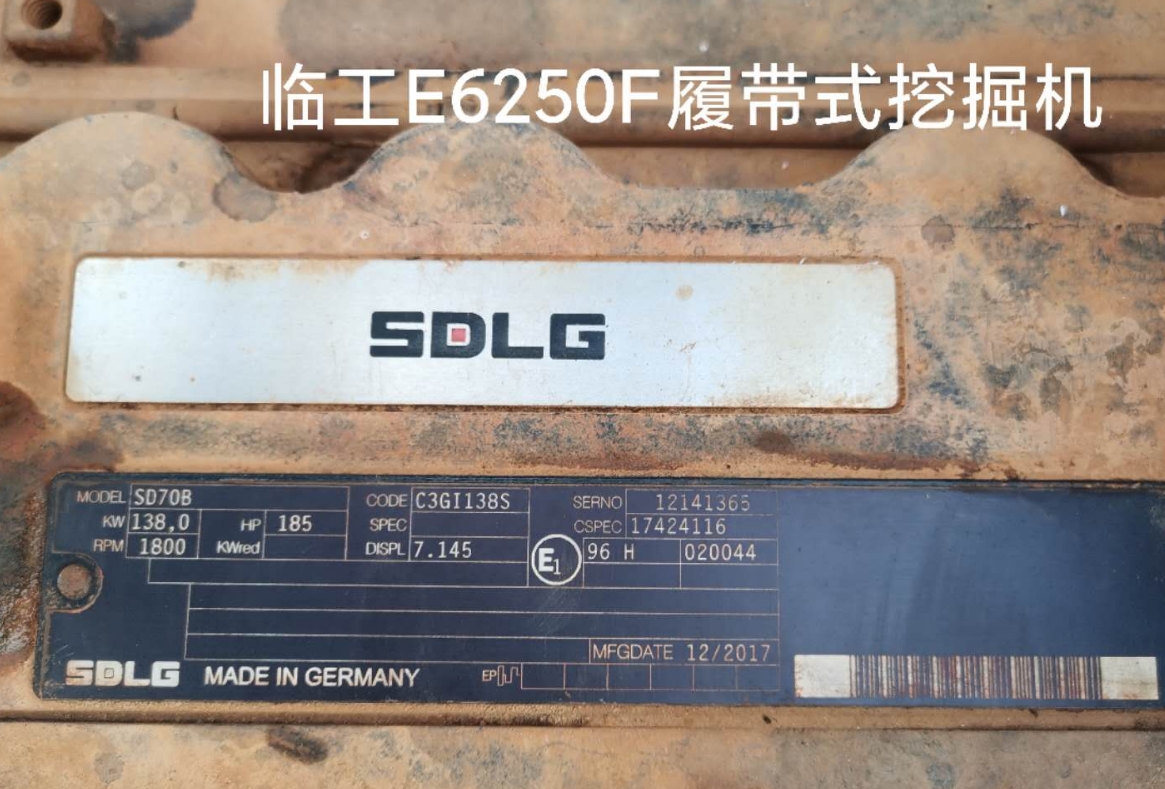 临工E6250F履带式挖掘机
SDLG
MODEL SD70B CODE C3GI138S SERNO 12141365
KW 138,0 HP 185 SPEC CSPEC 17424116
RPM 1800 KWred DISPL 7.145 E1 96 H 020044
MFGDATE 12/2017
SDLG MADE IN GERMANY EP